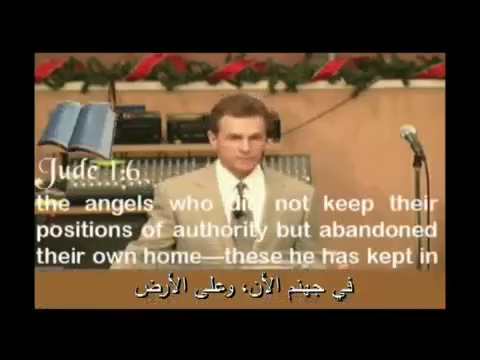 Jude 1:6
the angels who did not keep their
positions of authority but abandoned
their own home—these he has kept in
في جهنم الأن، وعلى الأرض